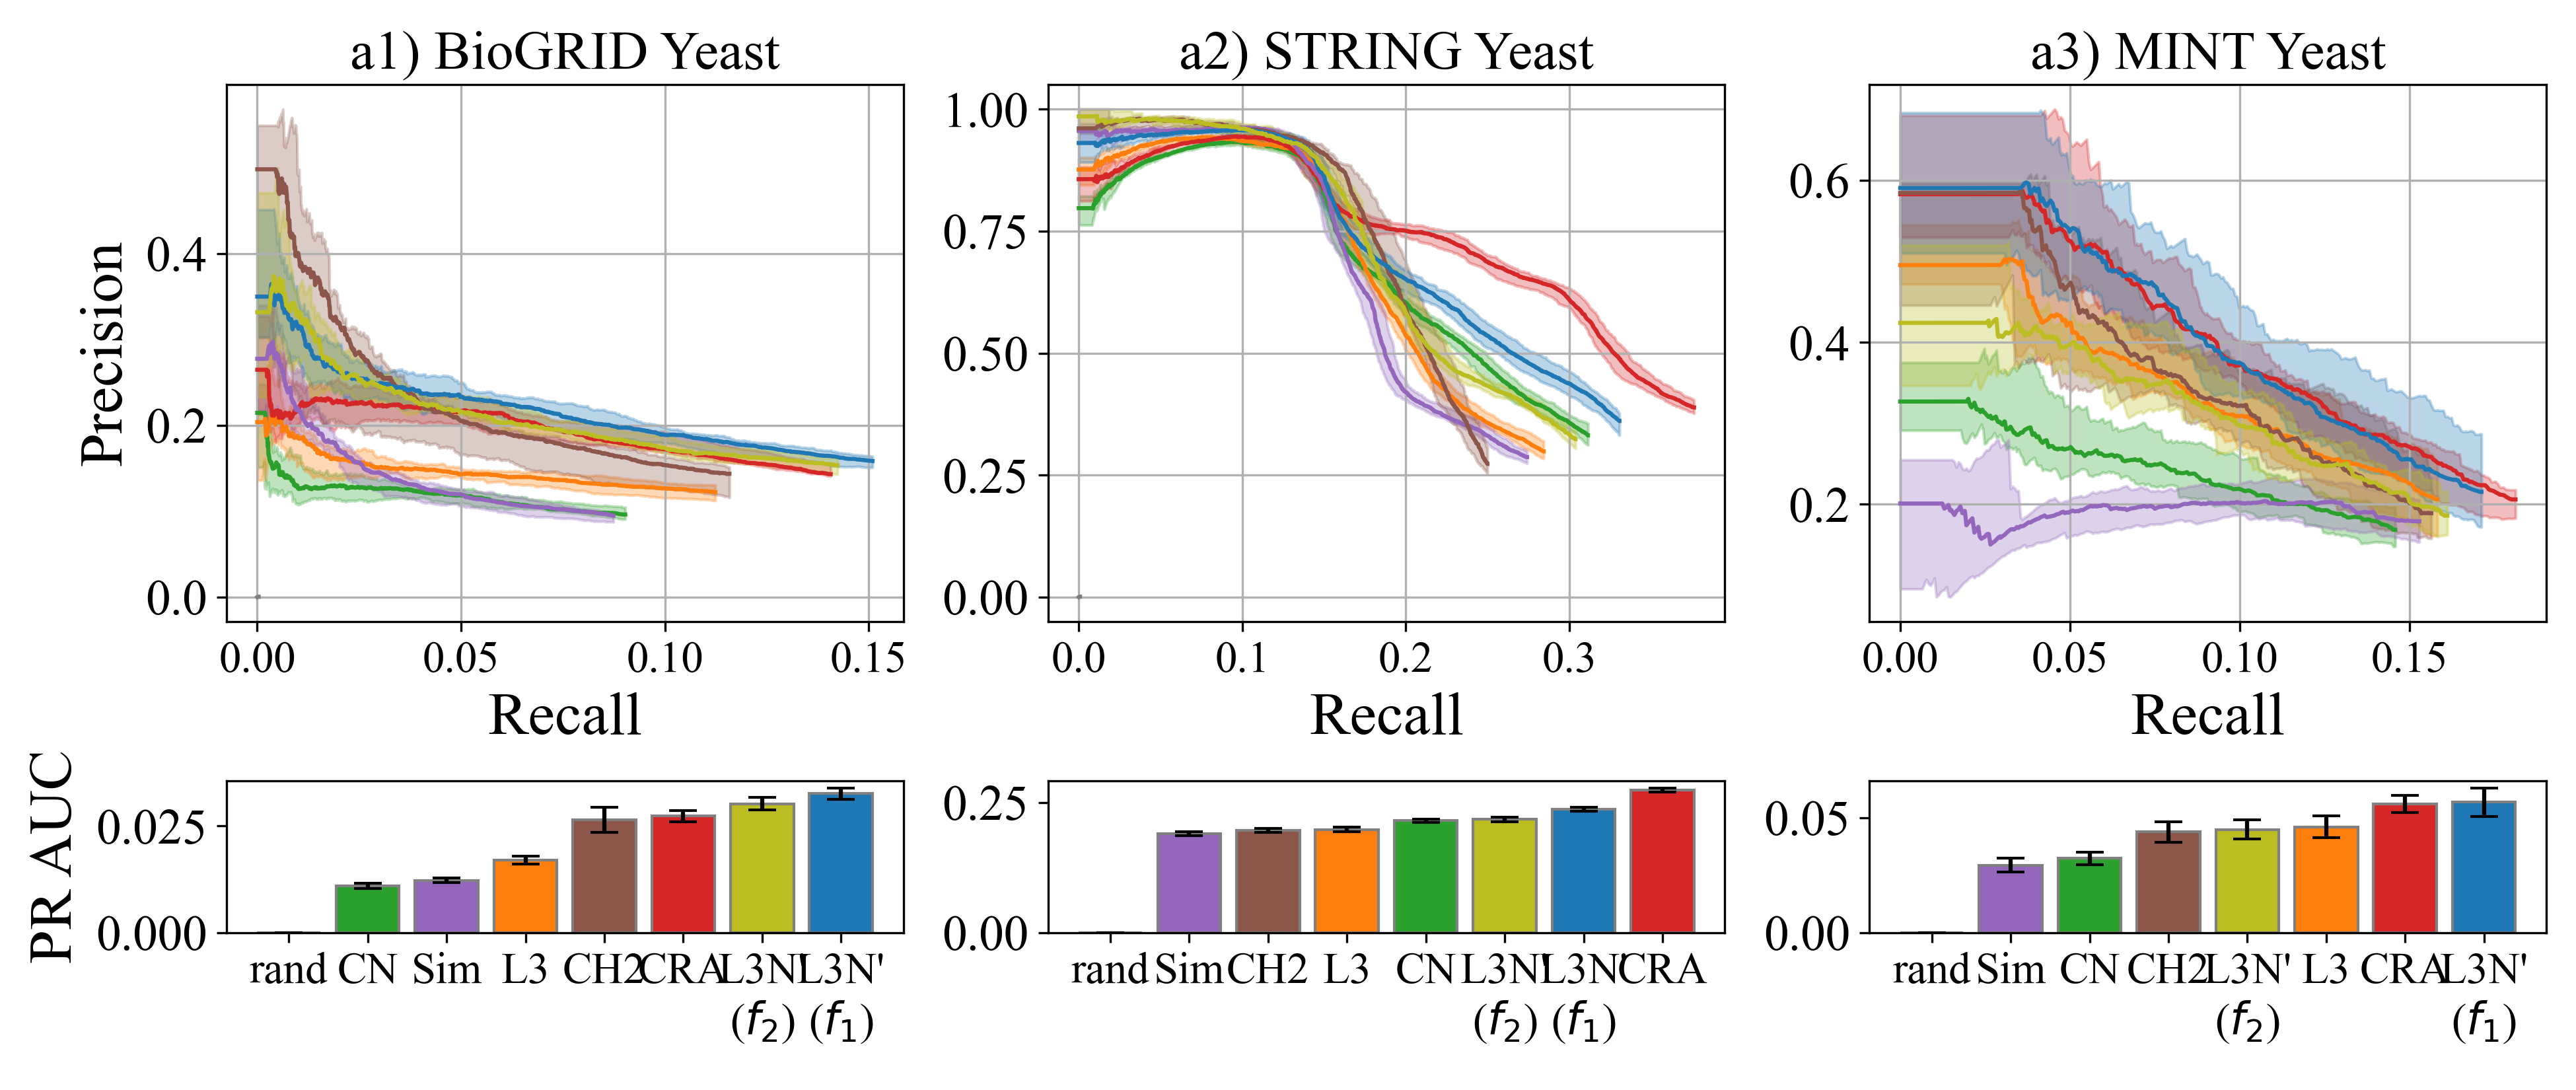 a1) BioGRID Yeast
a2) STRING Yeast
a3) MINT Yeast
Precision
0.4
0.2
0.0
0.00 0.05 0.10 0.15
Recall
1.00
0.75
0.50
0.25
0.00
0.0 0.1 0.2 0.3
Recall
0.6
0.4
0.2
0.00 0.05 0.10 0.15
Recall
PR AUC
0.025
0.000
rand CN Sim L3 CH2 CRA L3N' L3N'
(f2) (f1)
0.25
0.00
rand Sim CH2 L3 CN L3N' L3N' CRA
(f2) (f1)
0.05
0.00
rand Sim CN CH2 L3N' L3 CRA L3N'
(f2) (f1)